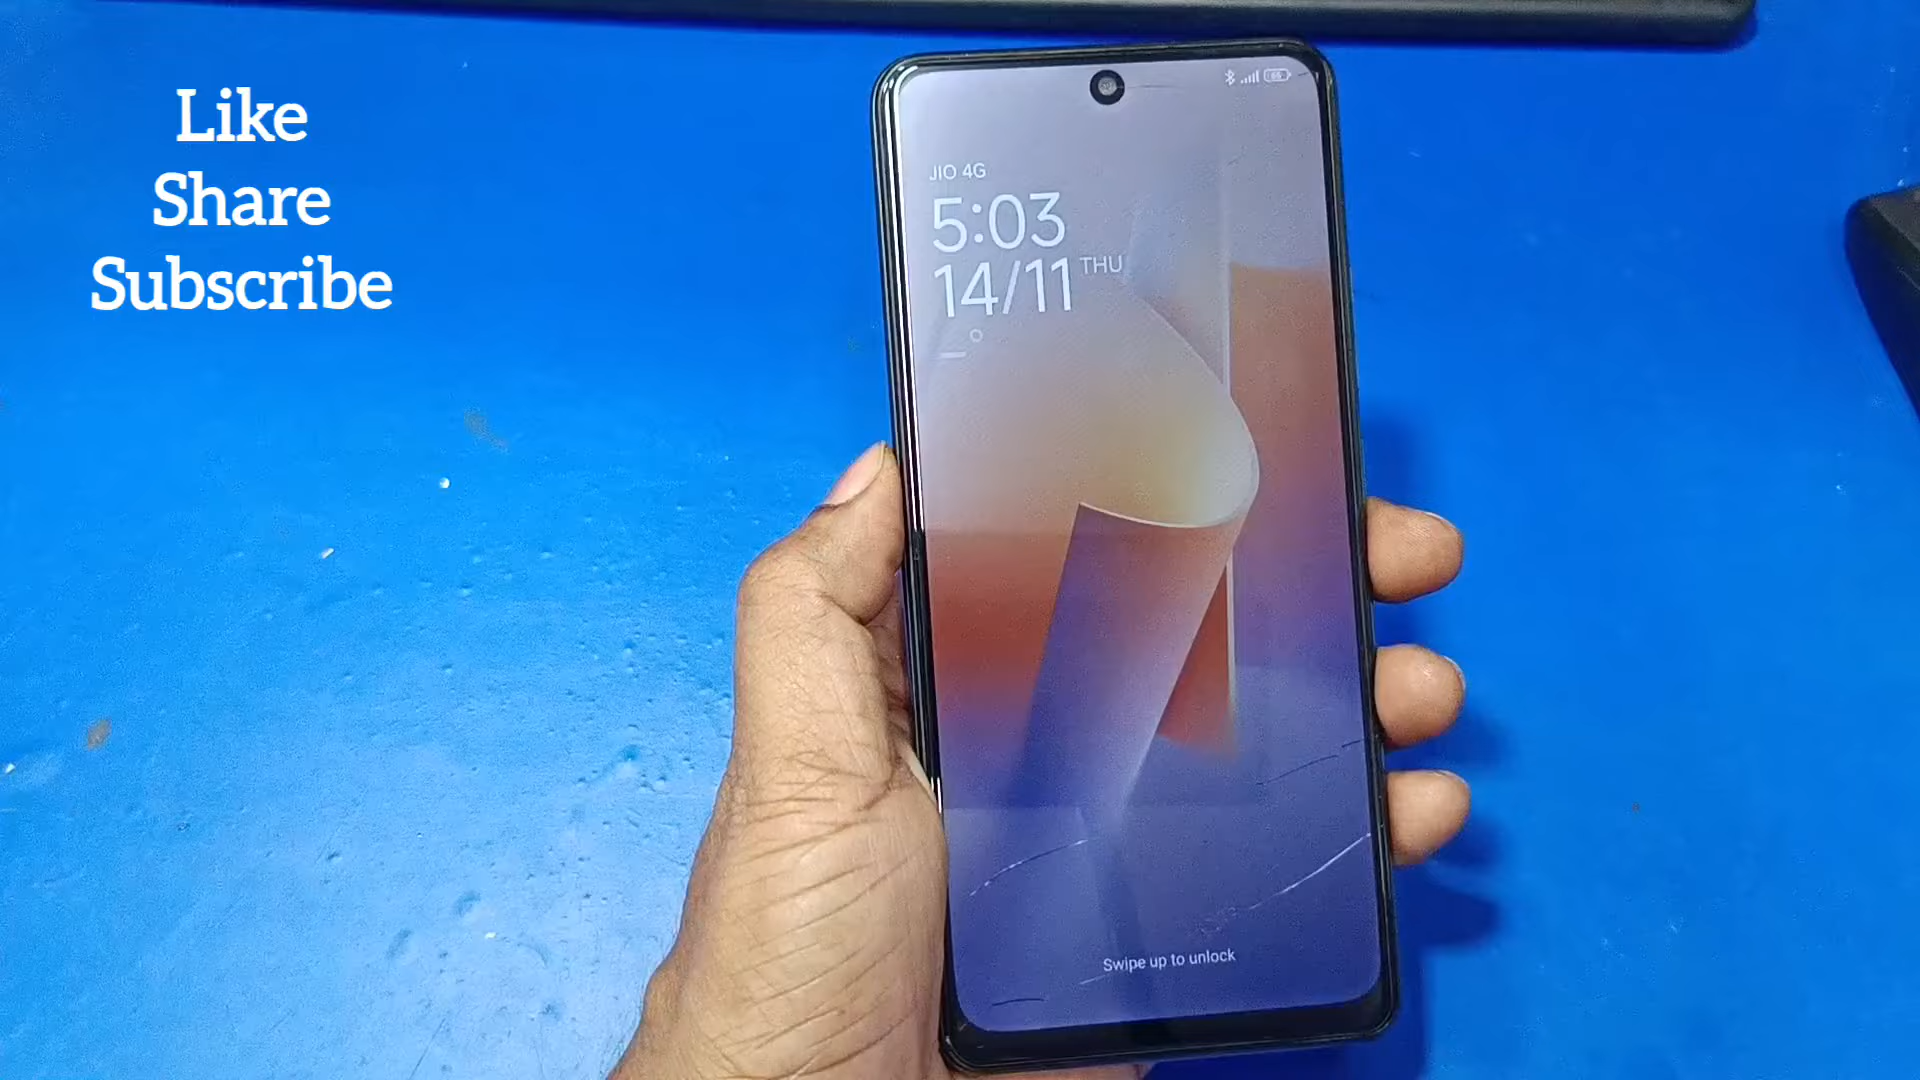 Like
Share
Subscribe
JIO 4G
5:03
14/11 THU
Swipe up to unlock